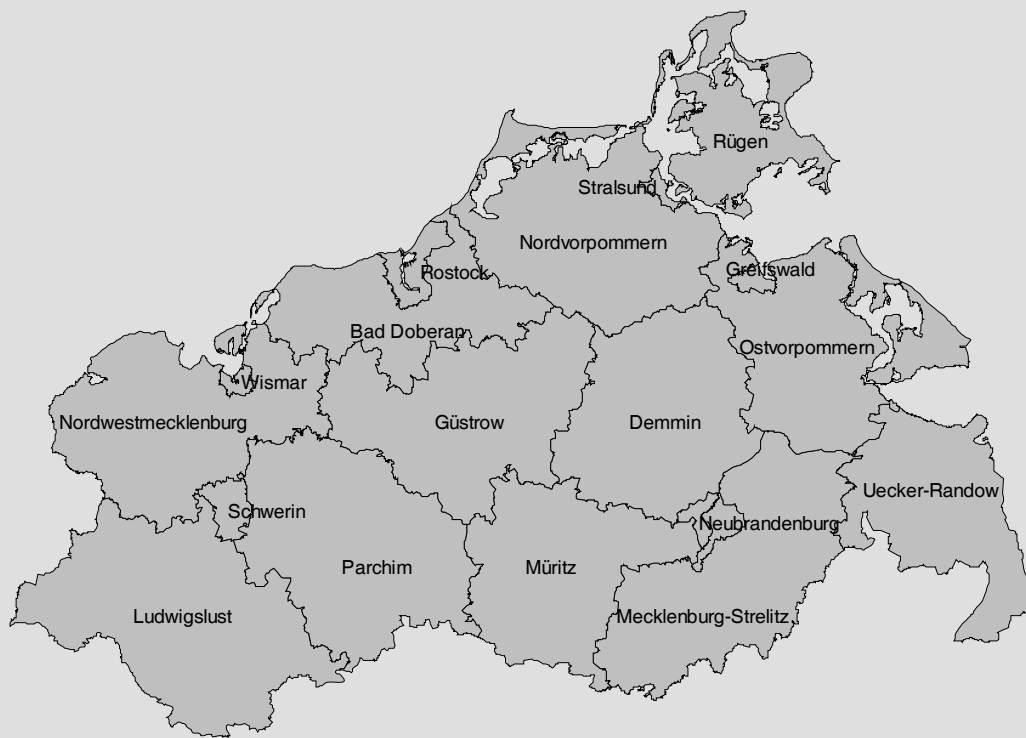 Rügen
Stralsund
Nordvorpommern
Greifswald
Rostock
Bad Doberan
Ostvorpommern
Wismar
Nordwestmecklenburg
Güstrow
Demmin
Uecker-Randow
Schwerin
Neubrandenburg
Parchim
Müritz
Ludwigslust
Mecklenburg-Strelitz